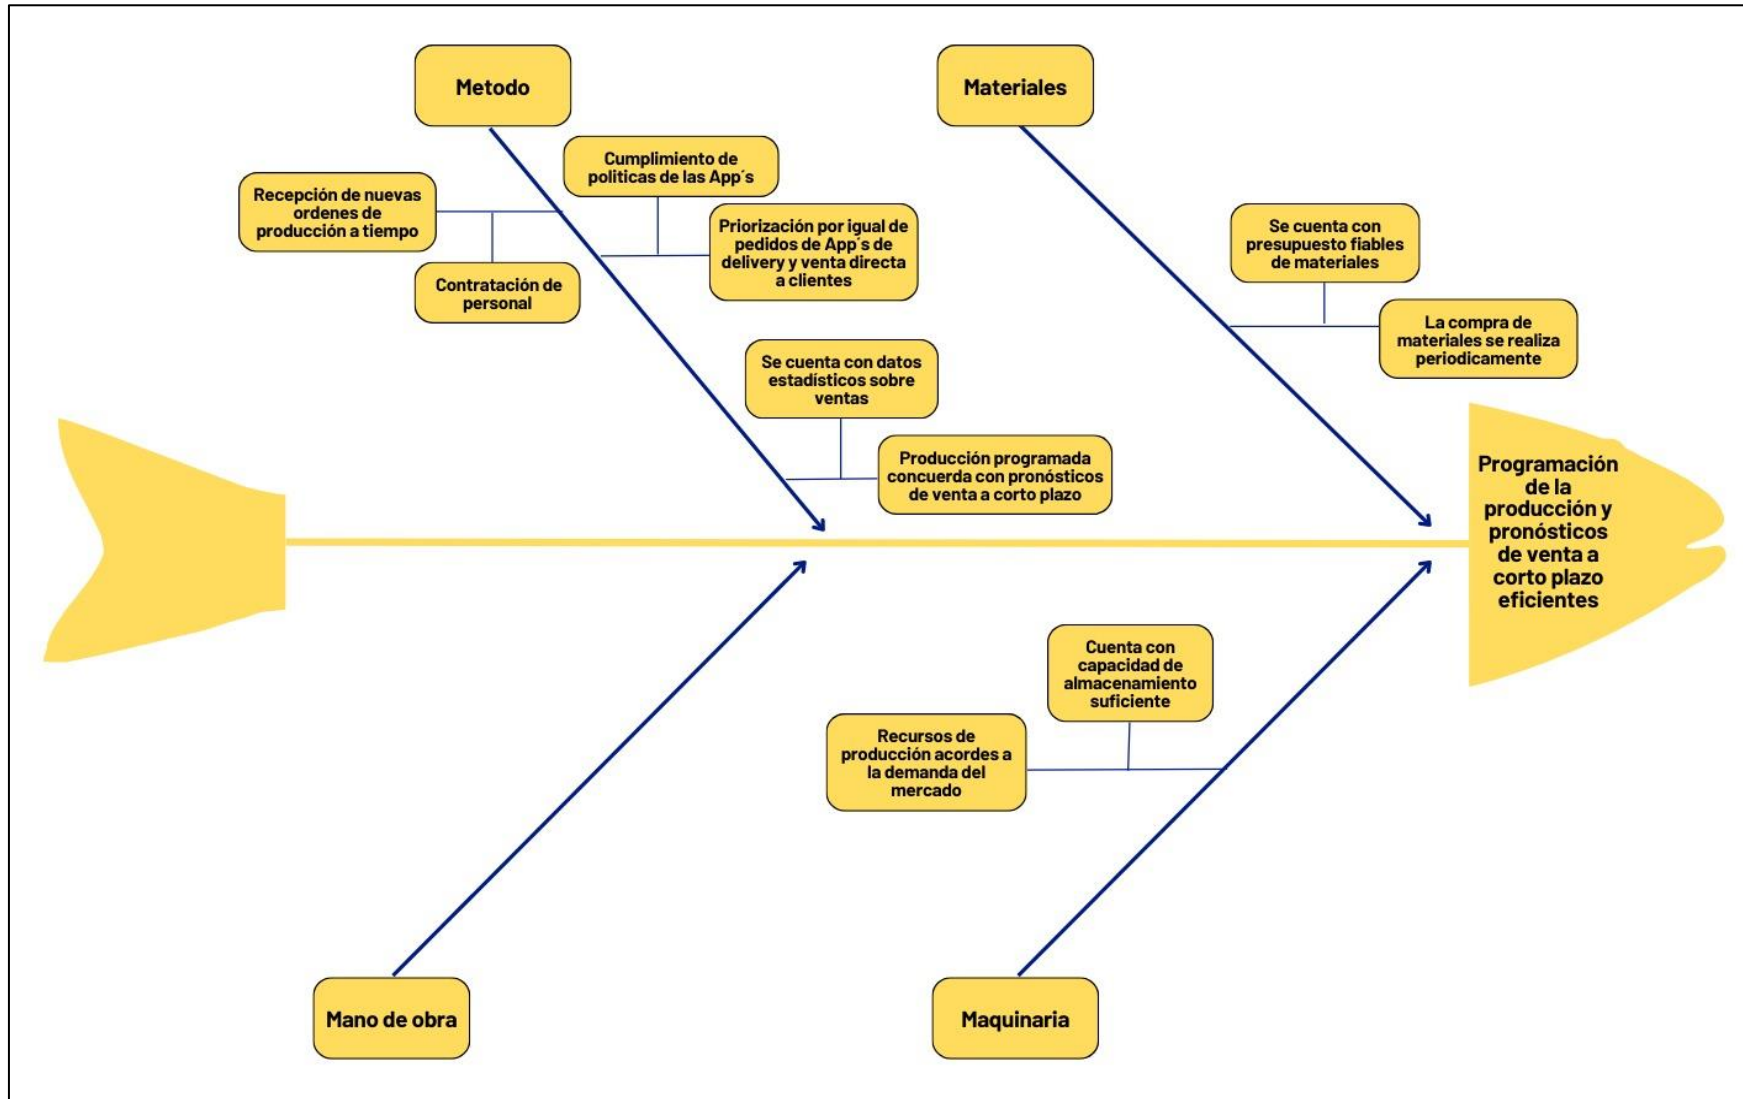 Metodo
Materiales
Cumplimiento de
politicas de las App´s
Recepción de nuevas
ordenes de
producción a tiempo
Priorización por igual de
pedidos de App´s de
delivery y venta directa
a clientes
Contratación de
personal
Se cuenta con
presupuesto fiables
de materiales
La compra de
materiales se realiza
periodicamente
Se cuenta con datos
estadísticos sobre
ventas
Producción programada
concuerda con pronósticos
de venta a corto plazo
Programación
de la
producción y
pronósticos
de venta a
corto plazo
eficientes
Cuenta con
capacidad de
almacenamiento
suficiente
Recursos de
producción acordes a
la demanda del
mercado
Mano de obra
Maquinaria